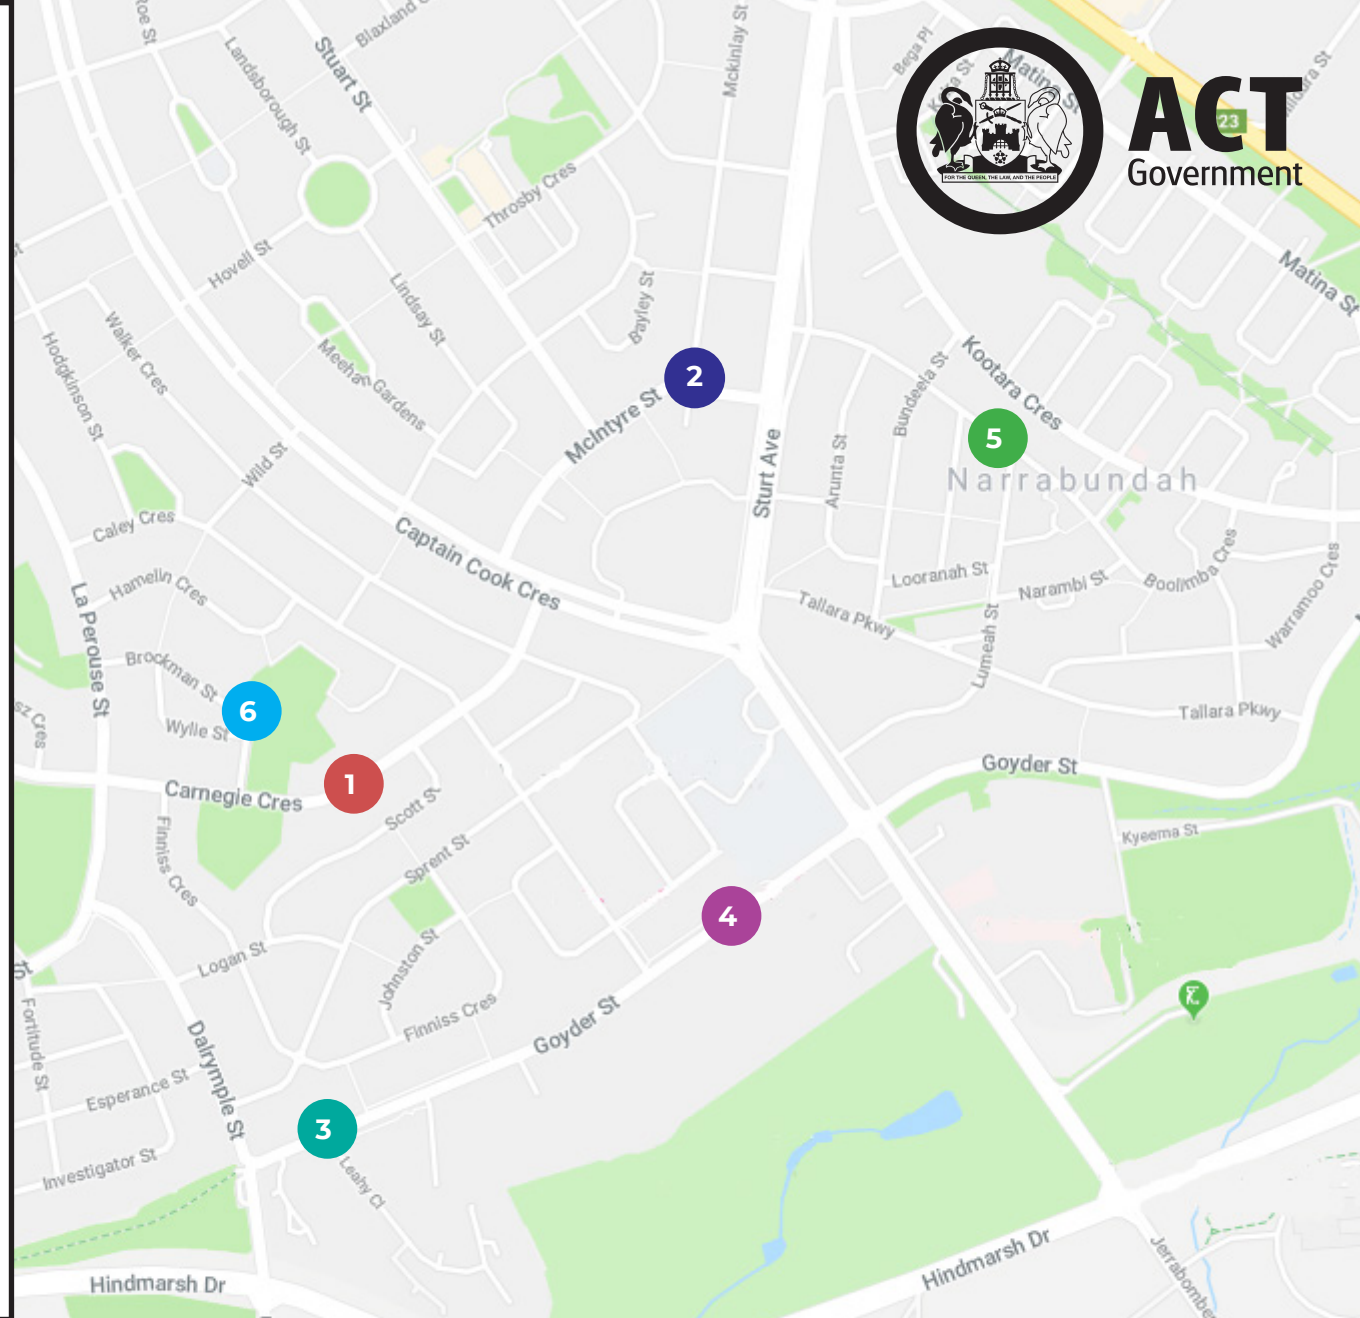 Stuart St
Landsborough St
Mckinlay St
Bega Pl
Matina St
ACT
Government
23
FOR THE QUEEN, THE LAW, AND THE PEOPLE
Throsby Cres
Hovell St
Lindsay St
Bayley St
Matina St
Walker Cres
Hodgkinson St
Meehan Gardens
2
McIntyre St
Bundeela St
Kootara Cres
5
Narrabundah
Wild St
Sturt Ave
Arunta St
Caley Cres
Captain Cook Cres
Hamelin Cres
Looranah St
Narambi St
Boolimba Cres
Warramoo Cres
La Perouse St
Tallara Pkwy
Lumeah St
Brockman St
6
Wylie St
Tallara Pkwy
Goyder St
1
Carnegie Cres
Scott St
Finniss Cres
Sprent St
Kyeema St
4
Logan St
Johnston St
Finniss Cres
Goyder St
Fortitude St
Dalrymple St
Esperance St
3
Investigator St
Leahy Cl
Hindmarsh Dr
Hindmarsh Dr